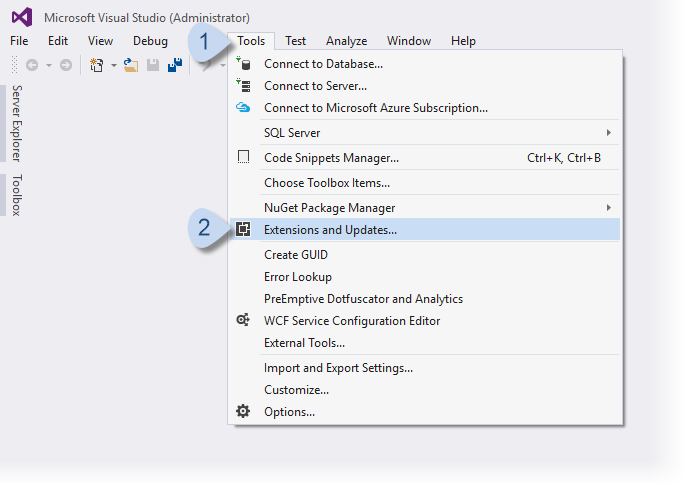 Microsoft Visual Studio (Administrator)
File Edit View Debug 1 Tools Test Analyze Window Help
Connect to Database...
Connect to Server...
Connect to Microsoft Azure Subscription...
SQL Server
Code Snippets Manager... Ctrl+K, Ctrl+B
Choose Toolbox Items...
NuGet Package Manager
2 Extensions and Updates...
Create GUID
Error Lookup
PreEmptive Dotfuscator and Analytics
WCF Service Configuration Editor
External Tools...
Import and Export Settings...
Customize...
Options...
Server Explorer
Toolbox